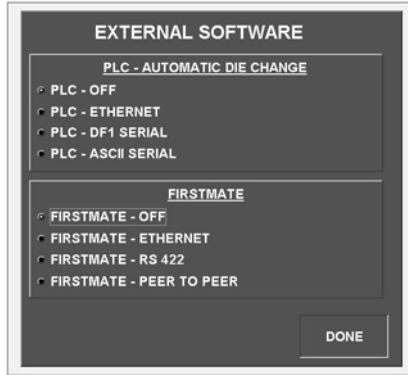 EXTERNAL SOFTWARE
PLC - AUTOMATIC DIE CHANGE
PLC - OFF
PLC - ETHERNET
PLC - DF1 SERIAL
PLC - ASCII SERIAL
FIRSTMATE
FIRSTMATE - OFF
FIRSTMATE - ETHERNET
FIRSTMATE - RS 422
FIRSTMATE - PEER TO PEER
DONE